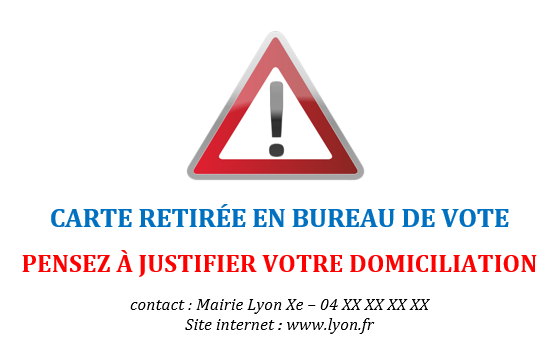 CARTE RETIRÉE EN BUREAU DE VOTE
PENSEZ À JUSTIFIER VOTRE DOMICILIATION
contact : Mairie Lyon Xe – 04 XX XX XX XX
Site internet : www.lyon.fr